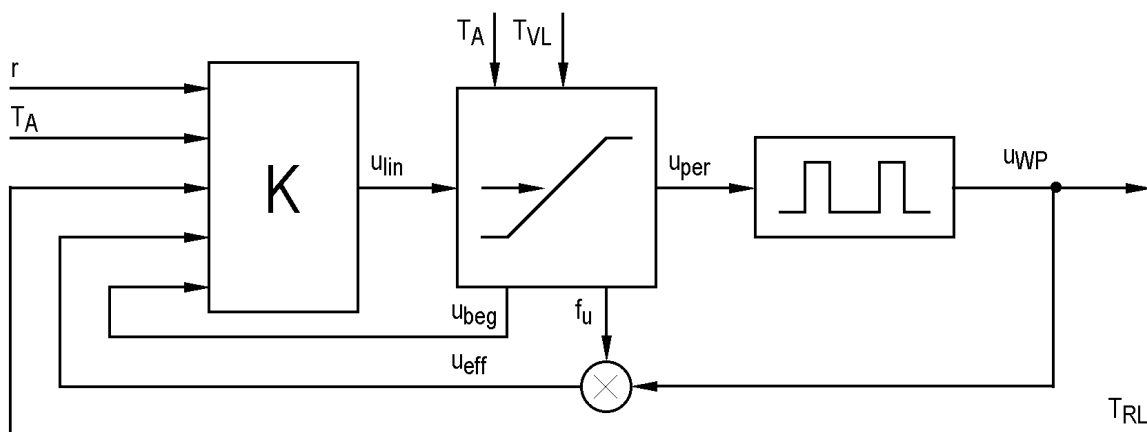 T_A T_VL
r
T_A
K
u_lin
u_per
u_WP
u_beg
f_u
u_eff
T_RL